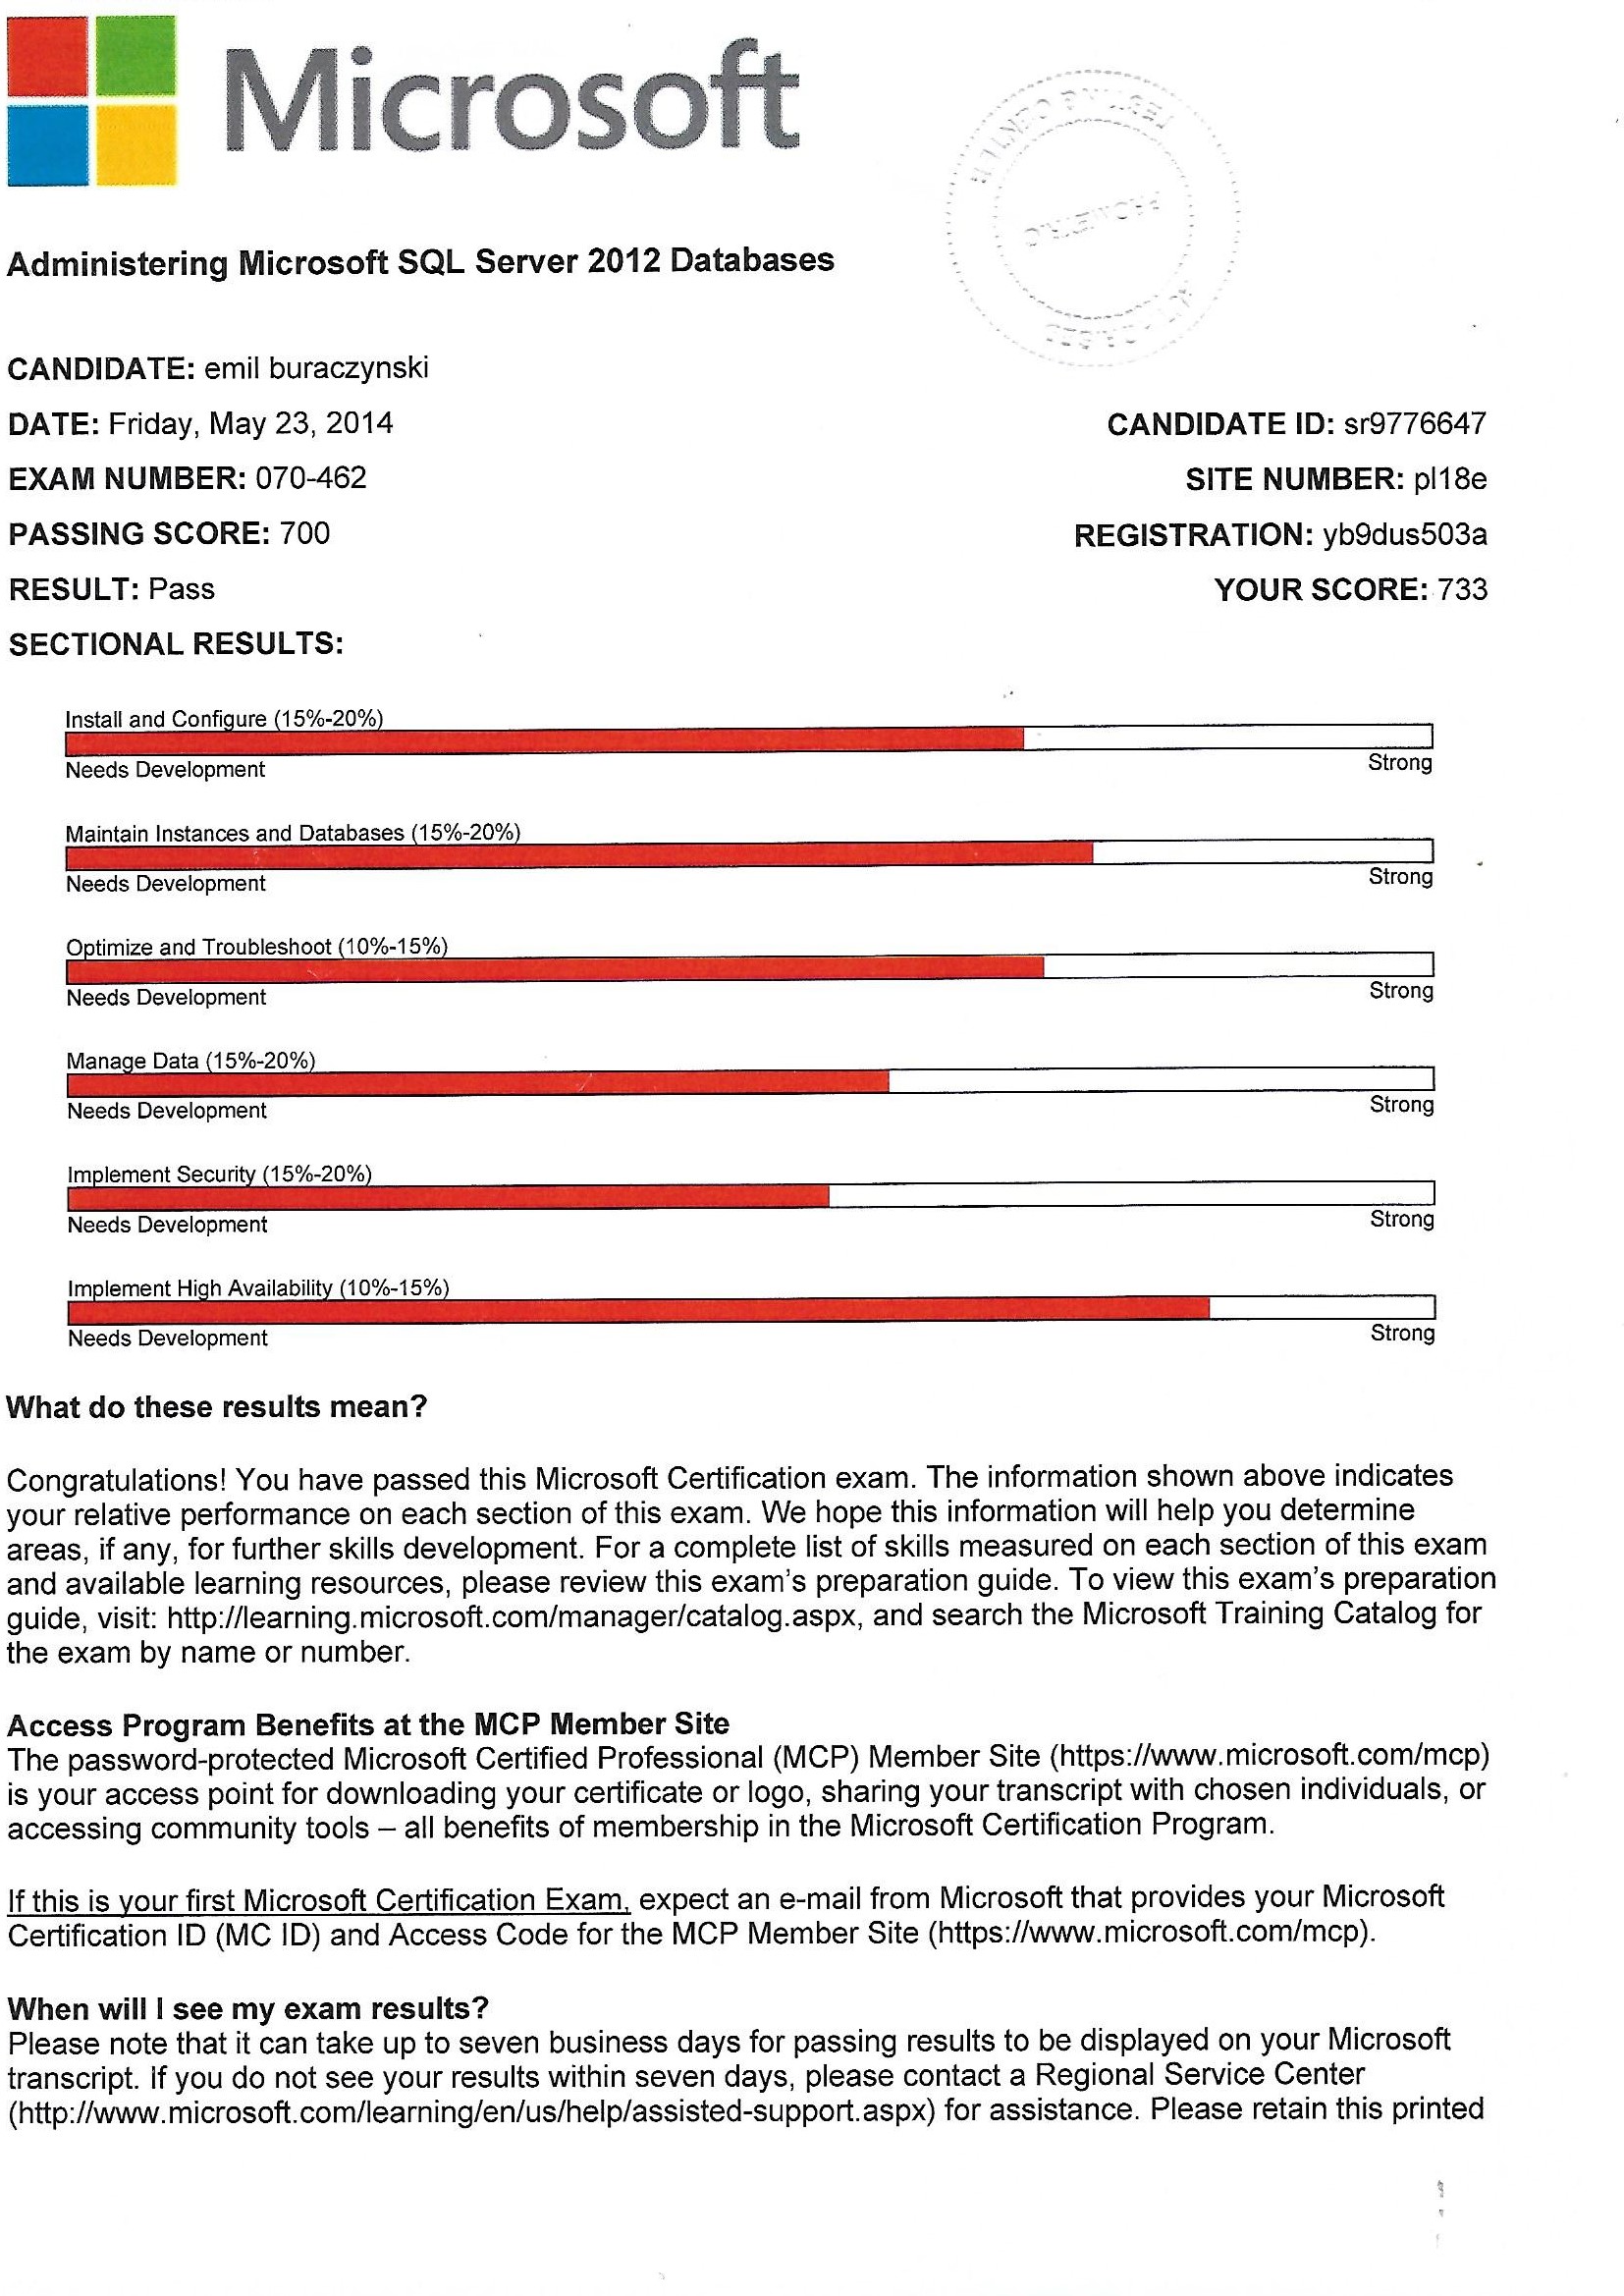 Microsoft
Administering Microsoft SQL Server 2012 Databases
CANDIDATE: emil buraczynski
DATE: Friday, May 23, 2014
CANDIDATE ID: sr9776647
EXAM NUMBER: 070-462
SITE NUMBER: pl18e
PASSING SCORE: 700
REGISTRATION: yb9dus503a
RESULT: Pass
YOUR SCORE: 733
SECTIONAL RESULTS:
Install and Configure (15%-20%)
Needs Development
Strong
Maintain Instances and Databases (15%-20%)
Needs Development
Strong
Optimize and Troubleshoot (10%-15%)
Needs Development
Strong
Manage Data (15%-20%)
Needs Development
Strong
Implement Security (15%-20%)
Needs Development
Strong
Implement High Availability (10%-15%)
Needs Development
Strong
What do these results mean?
Congratulations! You have passed this Microsoft Certification exam. The information shown above indicates
your relative performance on each section of this exam. We hope this information will help you determine
areas, if any, for further skills development. For a complete list of skills measured on each section of this exam
and available learning resources, please review this exam's preparation guide. To view this exam's preparation
guide, visit: http://learning.microsoft.com/manager/catalog.aspx, and search the Microsoft Training Catalog for
the exam by name or number.
Access Program Benefits at the MCP Member Site
The password-protected Microsoft Certified Professional (MCP) Member Site (https://www.microsoft.com/mcp)
is your access point for downloading your certificate or logo, sharing your transcript with chosen individuals, or
accessing community tools – all benefits of membership in the Microsoft Certification Program.
If this is your first Microsoft Certification Exam, expect an e-mail from Microsoft that provides your Microsoft
Certification ID (MC ID) and Access Code for the MCP Member Site (https://www.microsoft.com/mcp).
When will I see my exam results?
Please note that it can take up to seven business days for passing results to be displayed on your Microsoft
transcript. If you do not see your results within seven days, please contact a Regional Service Center
(http://www.microsoft.com/learning/en/us/help/assisted-support.aspx) for assistance. Please retain this printed